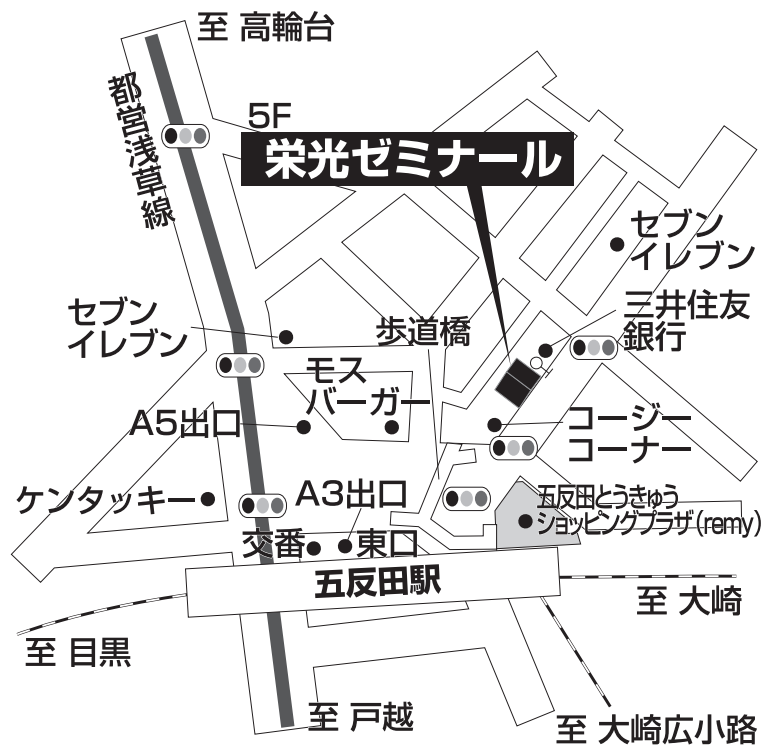 至 高輪台
都営浅草線
5F
栄光ゼミナール
セブン
イレブン
三井住友
銀行
セブン
イレブン
歩道橋
モス
バーガー
A5出口
コージー
コーナー
ケンタッキー
A3出口
五反田とうきゅう
ショッピングプラザ(remy)
交番
東口
五反田駅
至 大崎
至 目黒
至 戸越
至 大崎広小路